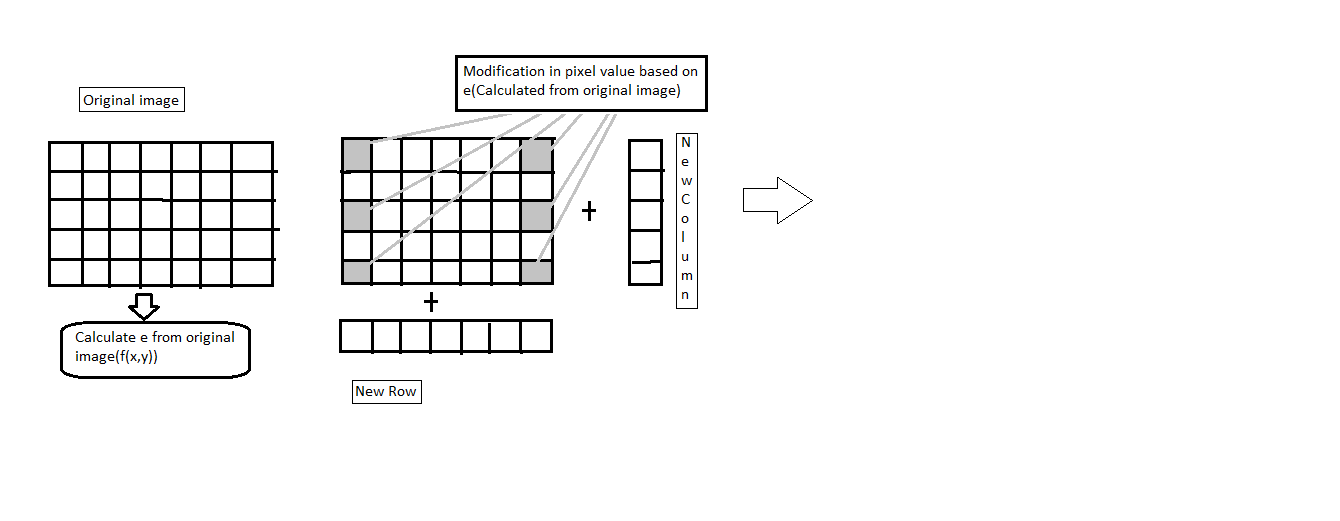 Modification in pixel value based on
e(Calculated from original image)
Original image
N
e
w
C
o
l
u
m
n
Calculate e from original
image(f(x,y))
New Row